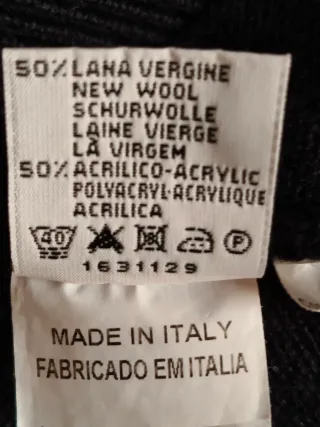 50% LANA VERGINE
NEW WOOL
SCHURWOLLE
LAINE VIERGE
LÃ VIRGEM
50% ACRILICO-ACRYLIC
POLYACRYL-ACRYLIQUE
ACRILICA
40 P
1631129
MADE IN ITALY
FABRICADO EM ITALIA